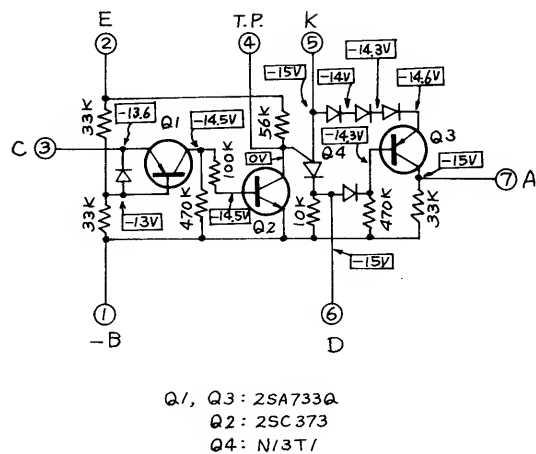 E
T.P.
K
②
④
⑤
-15V
-14V
-14.3V
-14.6V
33K
-13.6
Q1
-14.5V
56K
C ③
100K
0V
Q4
-14.3V
Q3
-15V
⑦ A
33K
-13V
470K
-14.5V
Q2
10K
470K
33K
-15V
①
⑥
-B
D
Q1, Q3: 2SA733Q
Q2: 2SC373
Q4: N13T1